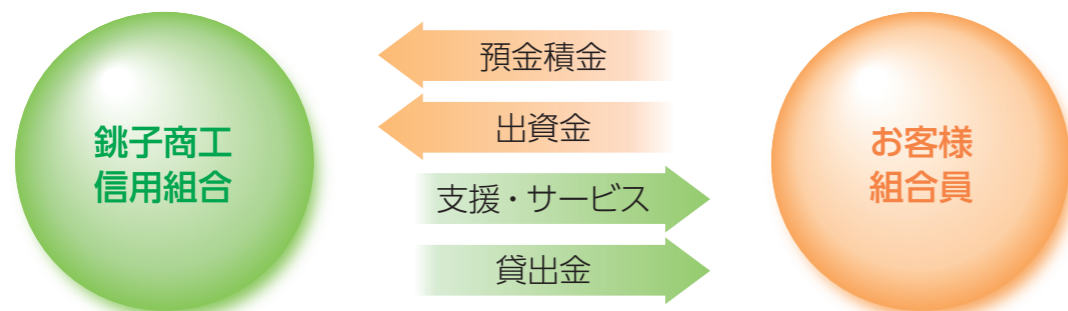 銚子商工
信用組合
預金積金
出資金
支援・サービス
貸出金
お客様
組合員